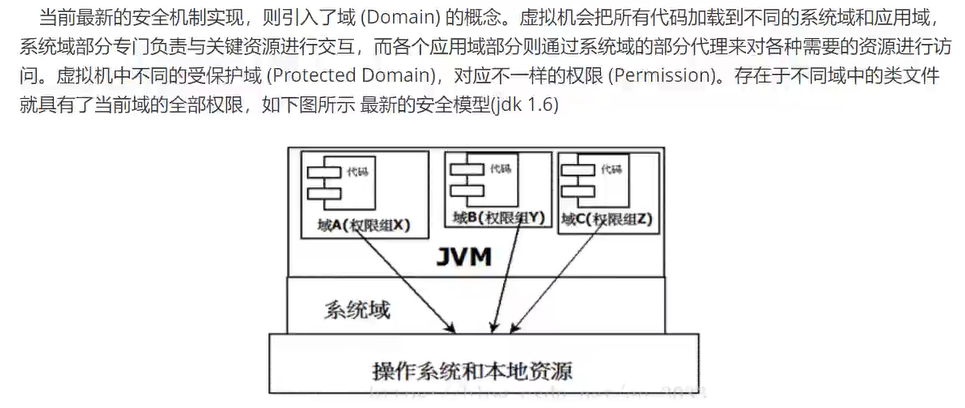 当前最新的安全机制实现，则引入了域 (Domain) 的概念。虚拟机会把所有代码加载到不同的系统域和应用域，
系统域部分专门负责与关键资源进行交互，而各个应用域部分则通过系统域的部分代理来对各种需要的资源进行访
问。虚拟机中不同的受保护域 (Protected Domain)，对应不一样的权限 (Permission)。存在于不同域中的类文件
就具有了当前域的全部权限，如下图所示 最新的安全模型(jdk 1.6)
代码
代码
代码
域A(权限组X)
域B(权限组Y)
域C(权限组Z)
JVM
系统域
操作系统和本地资源